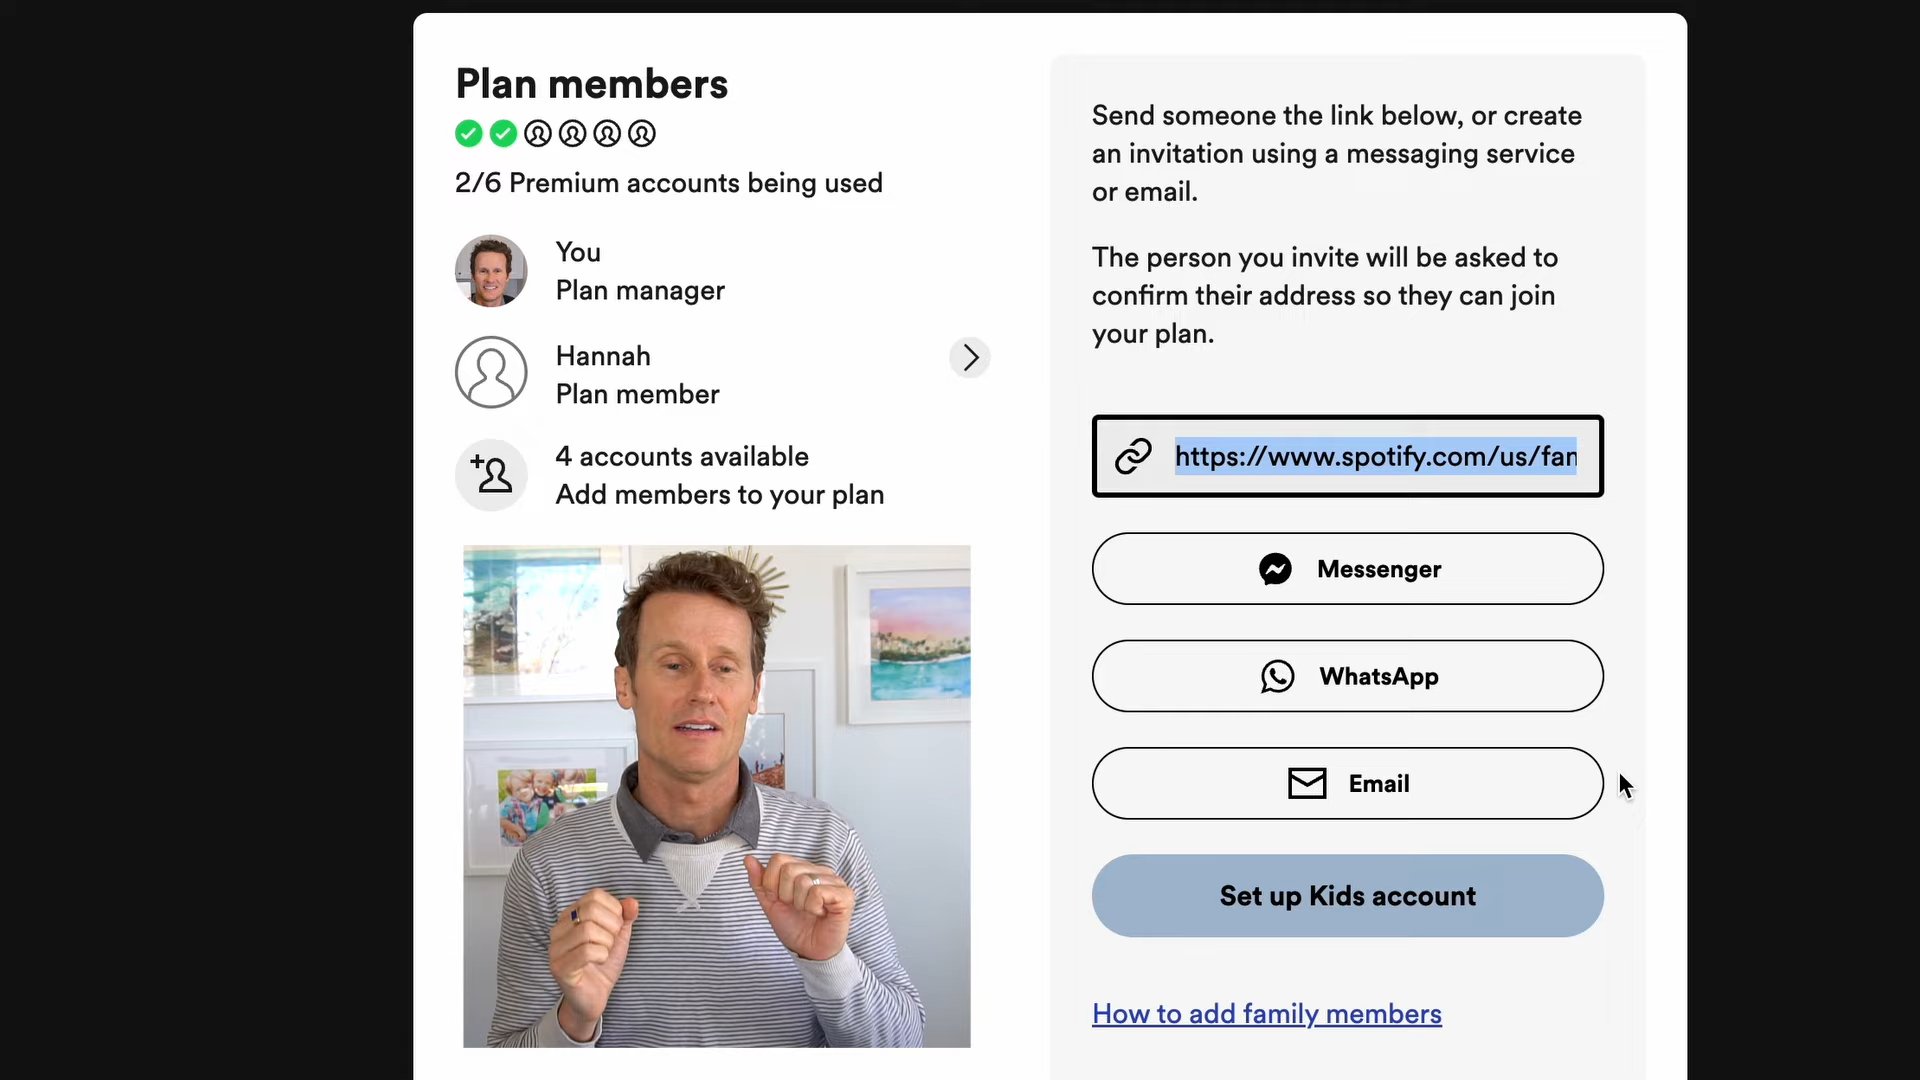 Plan members
2/6 Premium accounts being used
You
Plan manager
Hannah
Plan member
4 accounts available
Add members to your plan
Send someone the link below, or create
an invitation using a messaging service
or email.
The person you invite will be asked to
confirm their address so they can join
your plan.
https://www.spotify.com/us/fam
Messenger
WhatsApp
Email
Set up Kids account
How to add family members